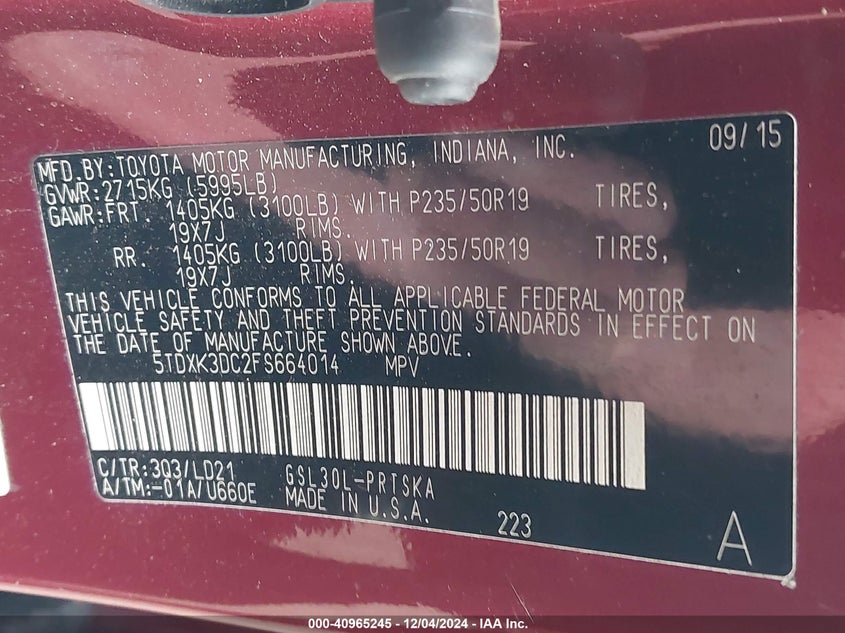 MFD.BY:TOYOTA MOTOR MANUFACTURING, INDIANA, INC. 09/15
GVWR:2715KG (5995LB)
GAWR:FRT. 1405KG (3100LB) WITH P235/50R19 TIRES,
19X7J RIMS.
RR. 1405KG (3100LB) WITH P235/50R19 TIRES,
19X7J RIMS.
THIS VEHICLE CONFORMS TO ALL APPLICABLE FEDERAL MOTOR
VEHICLE SAFETY AND THEFT PREVENTION STANDARDS IN EFFECT ON
THE DATE OF MANUFACTURE SHOWN ABOVE.
5TDXK3DC2FS664014 MPV
C/TR:3Q3/LD21 GSL30L-PRTSKA
A/TM:-01A/U660E MADE IN U.S.A.
223
A
000-40965245 - 12/04/2024 - IAA Inc.